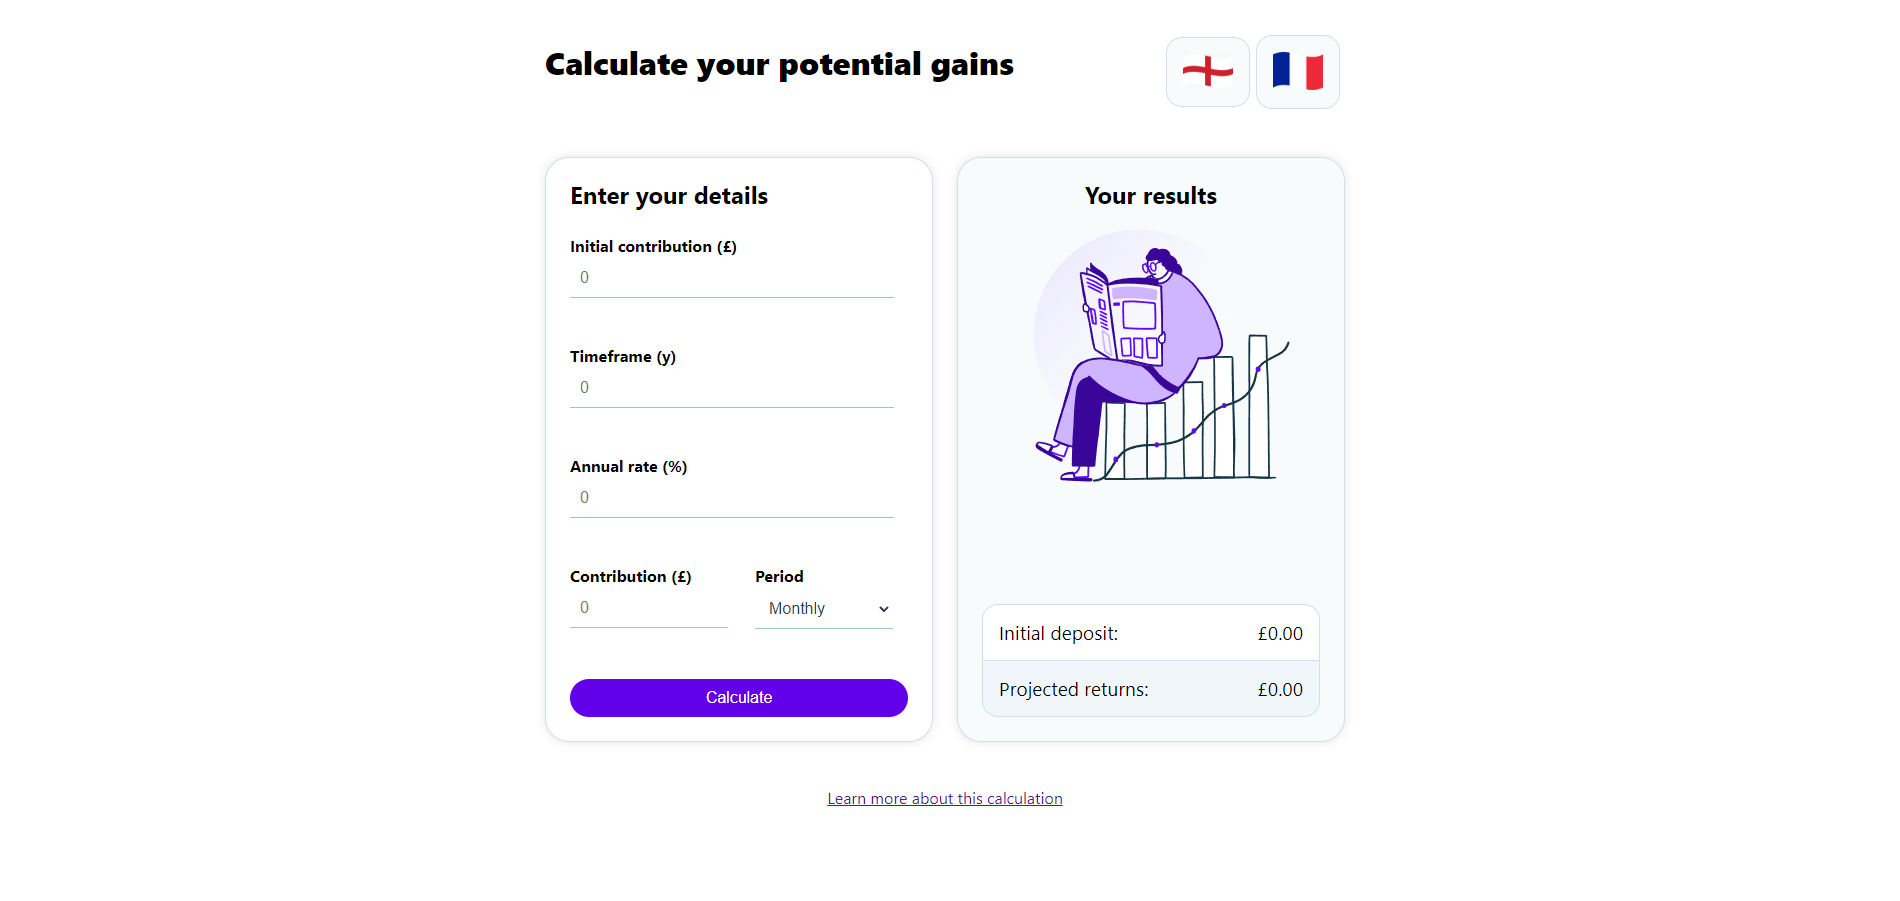 Calculate your potential gains
Enter your details
Initial contribution (£)
0
Timeframe (y)
0
Annual rate (%)
0
Contribution (£) Period
0 Monthly
Calculate
Your results
Initial deposit: £0.00
Projected returns: £0.00
Learn more about this calculation